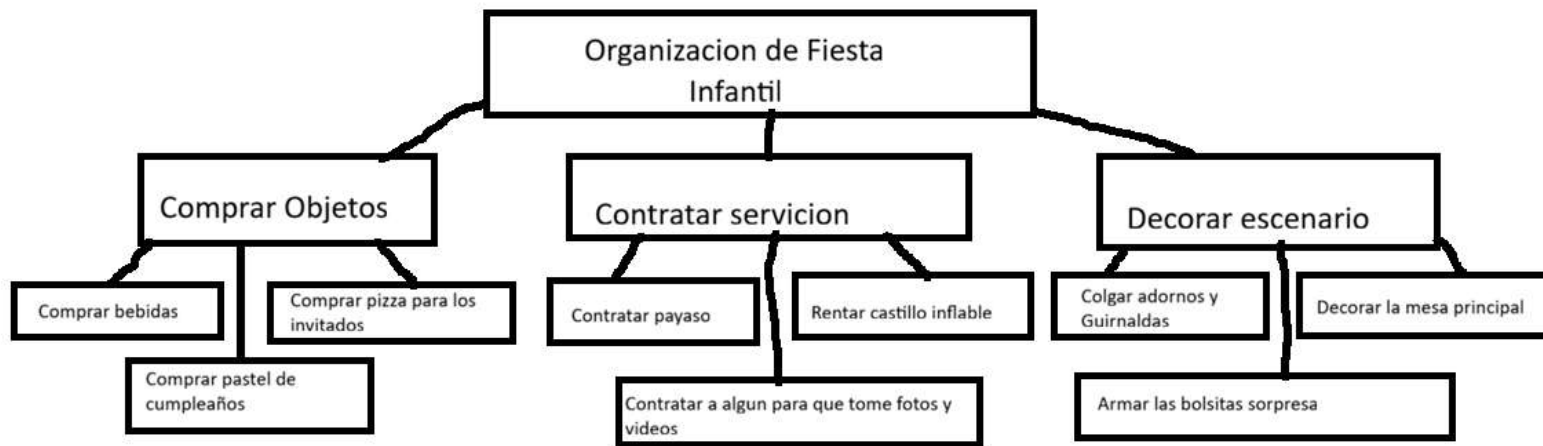 Organizacion de Fiesta
Infantil
Comprar Objetos
Contratar servicion
Decorar escenario
Comprar bebidas
Comprar pizza para los
invitados
Comprar pastel de
cumpleaños
Contratar payaso
Rentar castillo inflable
Contratar a algun para que tome fotos y
videos
Colgar adornos y
Guirnaldas
Decorar la mesa principal
Armar las bolsitas sorpresa